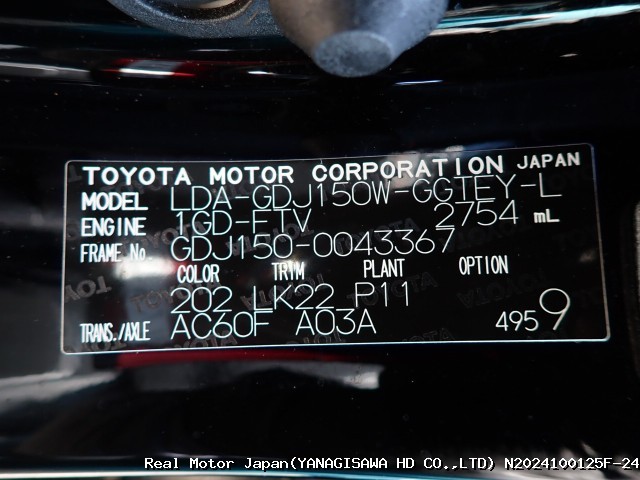 TOYOTA MOTOR CORPORATION JAPAN
MODEL LDA-GDJ150W-GGTEY-L
ENGINE 1GD-FTV 2754 mL
FRAME No. GDJ150-0043367
COLOR TRIM PLANT OPTION
202 LK22 P11
TRANS./AXLE AC60F A03A 4959
Real Motor Japan(YANAGISAWA HD CO.,LTD) N2024100125F-24